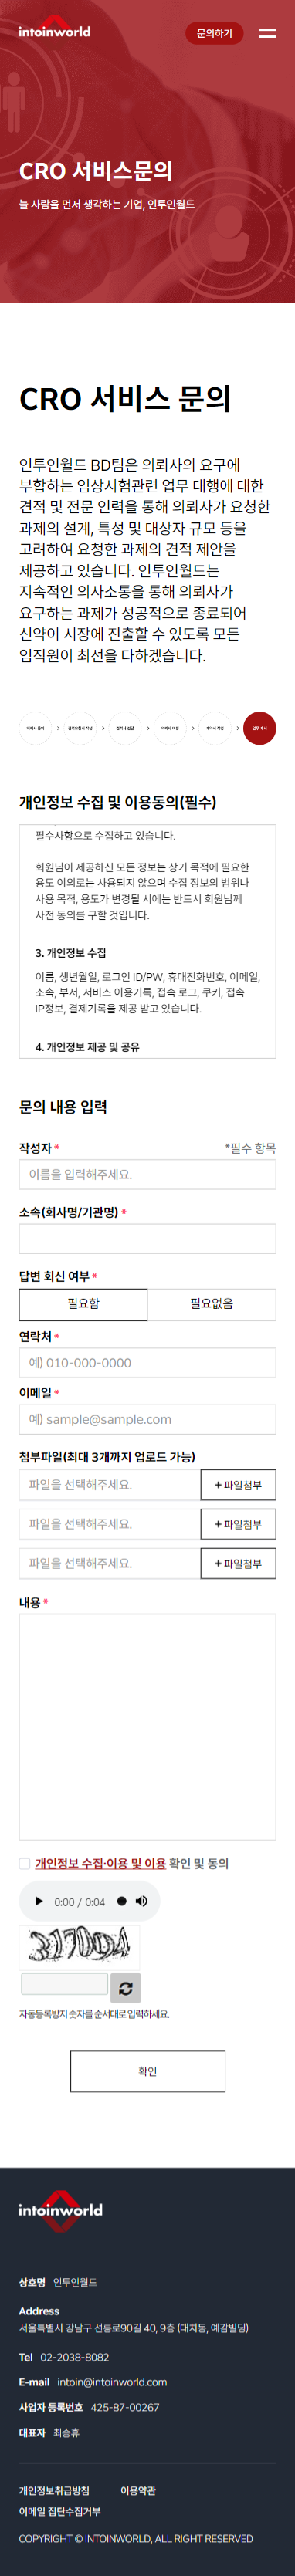 intoinworld
문의하기
CRO 서비스문의
늘 사람을 먼저 생각하는 기업, 인투인월드
CRO 서비스 문의
인투인월드 BD팀은 의뢰사의 요구에
부합하는 임상시험관련 업무 대행에 대한
견적 및 전문 인력을 통해 의뢰사가 요청한
과제의 설계, 특성 및 대상자 규모 등을
고려하여 요청한 과제의 견적 제안을
제공하고 있습니다. 인투인월드는
지속적인 의사소통을 통해 의뢰사가
요구하는 과제가 성공적으로 종료되어
신약이 시장에 진출할 수 있도록 모든
임직원이 최선을 다하겠습니다.
개인정보 수집 및 이용동의(필수)
필수사항으로 수집하고 있습니다.
회원님이 제공하신 모든 정보는 상기 목적에 필요한
용도 이외로는 사용되지 않으며 수집 정보의 범위나
사용 목적, 용도가 변경될 시에는 반드시 회원님께
사전 동의를 구할 것입니다.
3. 개인정보 수집
이름, 생년월일, 로그인 ID/PW, 휴대전화번호, 이메일,
소속, 부서, 서비스 이용기록, 접속 로그, 쿠키, 접속
IP정보, 결제기록을 제공 받고 있습니다.
4. 개인정보 제공 및 공유
문의 내용 입력
작성자 * *필수 항목
이름을 입력해주세요.
소속(회사명/기관명) *
답변 회신 여부 *
필요함 필요없음
연락처 *
예) 010-000-0000
이메일 *
예) sample@sample.com
첨부파일(최대 3개까지 업로드 가능)
파일을 선택해주세요. +파일첨부
파일을 선택해주세요. +파일첨부
파일을 선택해주세요. +파일첨부
내용 *
개인정보 수집·이용 및 이용 확인 및 동의
0:00 / 0:04
317004
자동등록방지 숫자를 순서대로 입력하세요.
확인
intoinworld
상호명 인투인월드
Address
서울특별시 강남구 선릉로90길 40, 9층 (대치동, 예감빌딩)
Tel 02-2038-8082
E-mail intoin@intoinworld.com
사업자 등록번호 425-87-00267
대표자 최승휴
개인정보취급방침 이용약관
이메일 집단수집거부
COPYRIGHT © INTOINWORLD, ALL RIGHT RESERVED